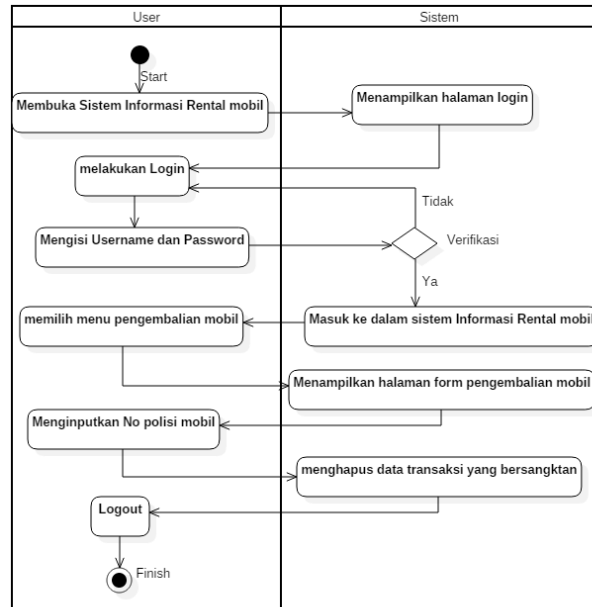 User
Sistem
Start
Membuka Sistem Informasi Rental mobil
Menampilkan halaman login
melakukan Login
Tidak
Mengisi Username dan Password
Verifikasi
Ya
memilih menu pengembalian mobil
Masuk ke dalam sistem Informasi Rental mobil
Menampilkan halaman form pengembalian mobil
Menginputkan No polisi mobil
menghapus data transaksi yang bersangktan
Logout
Finish